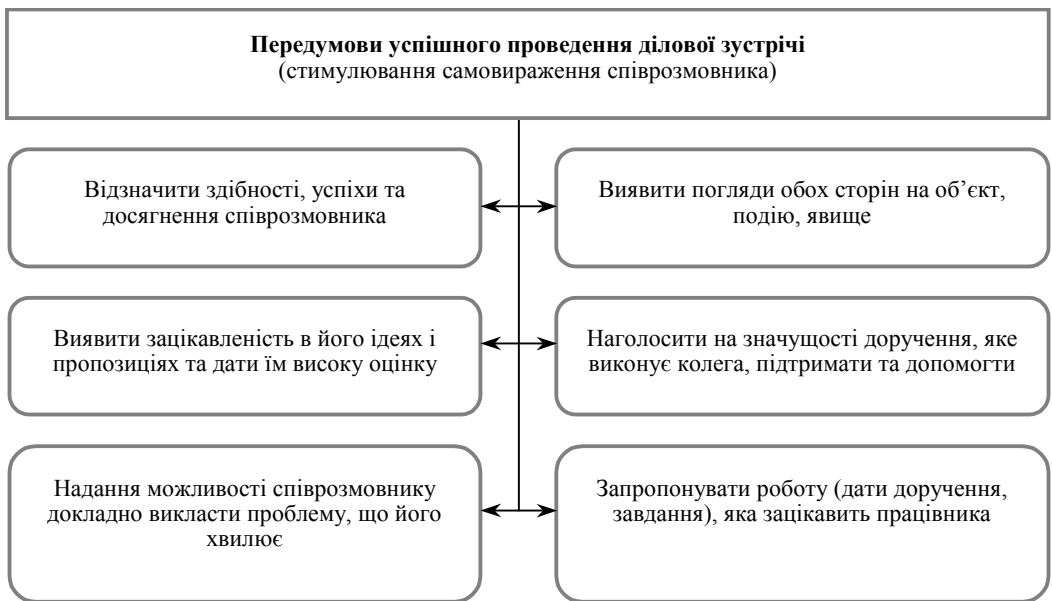 Передумови успішного проведення ділової зустрічі
(стимулювання самовираження співрозмовника)
Відзначити здібності, успіхи та
досягнення співрозмовника
Виявити погляди обох сторін на об’єкт,
подію, явище
Виявити зацікавленість в його ідеях і
пропозиціях та дати їм високу оцінку
Наголосити на значущості доручення, яке
виконує колега, підтримати та допомогти
Надання можливості співрозмовнику
докладно викласти проблему, що його
хвилює
Запропонувати роботу (дати доручення,
завдання), яка зацікавить працівника